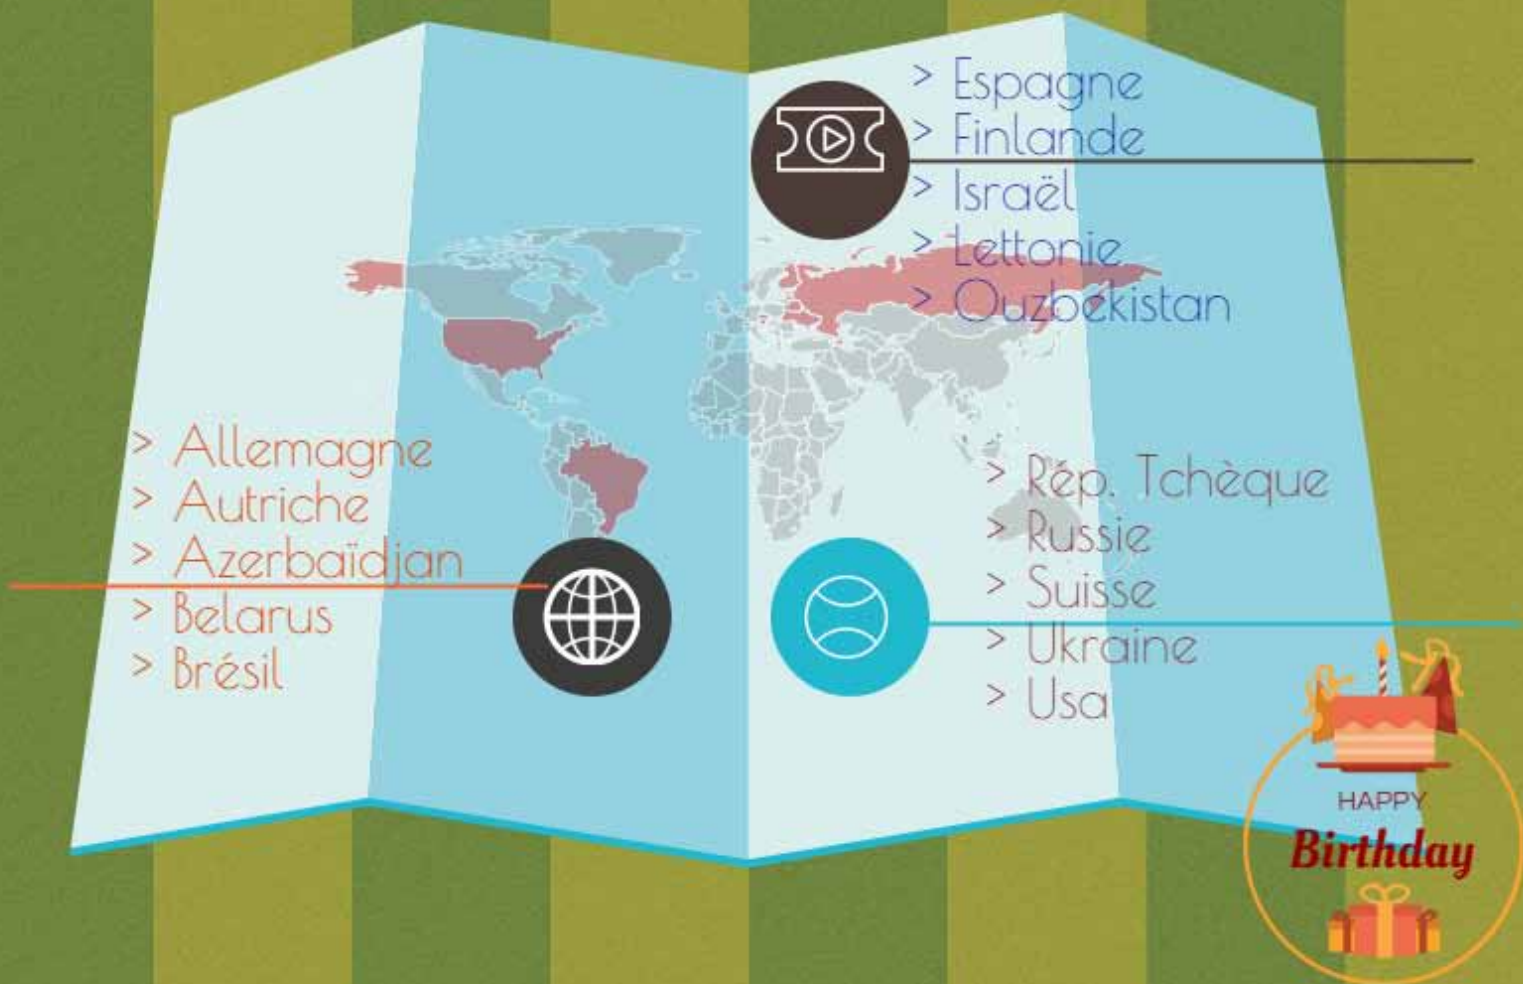 > Espagne
> Finlande
> Israël
> Lettonie
> Ouzbékistan
> Allemagne
> Autriche
> Azerbaïdjan
> Belarus
> Brésil
> Rép. Tchèque
> Russie
> Suisse
> Ukraine
> Usa
HAPPY
Birthday